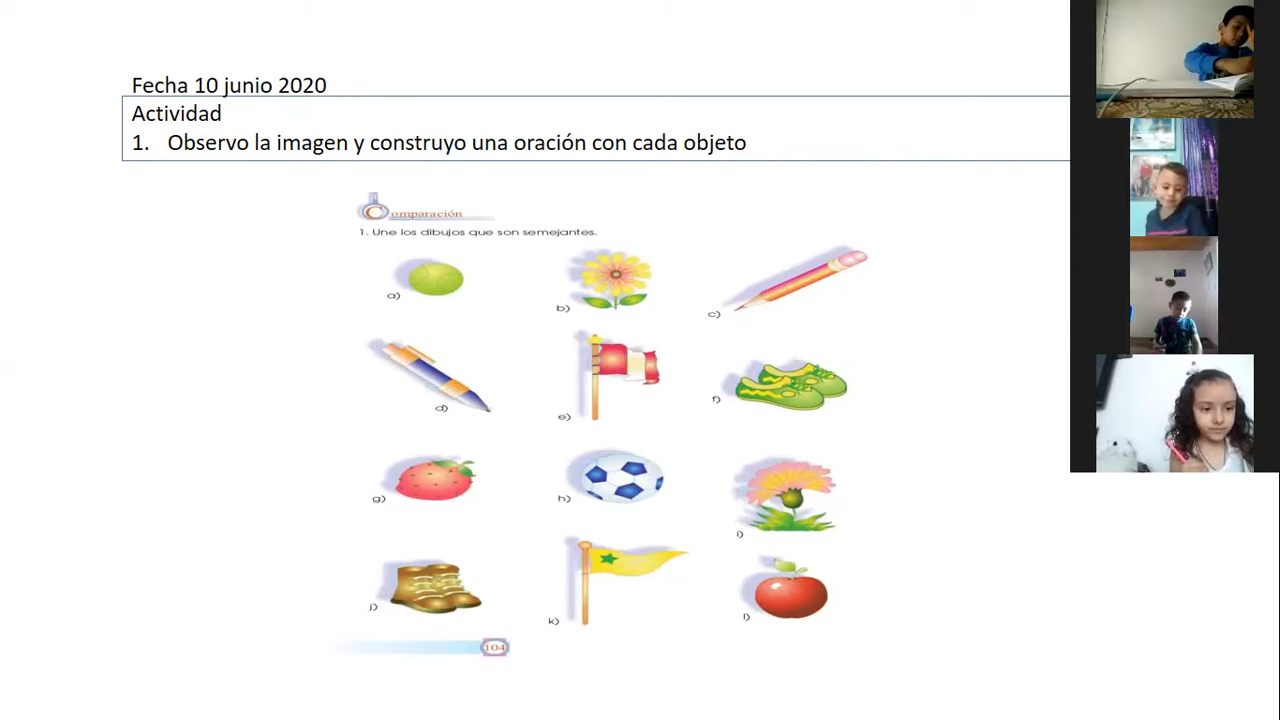 Fecha 10 junio 2020
Actividad
1. Observo la imagen y construyo una oración con cada objeto
Comparación
1. Une los dibujos que son semejantes.
a)
b)
c)
d)
e)
f)
g)
h)
i)
j)
k)
l)
104